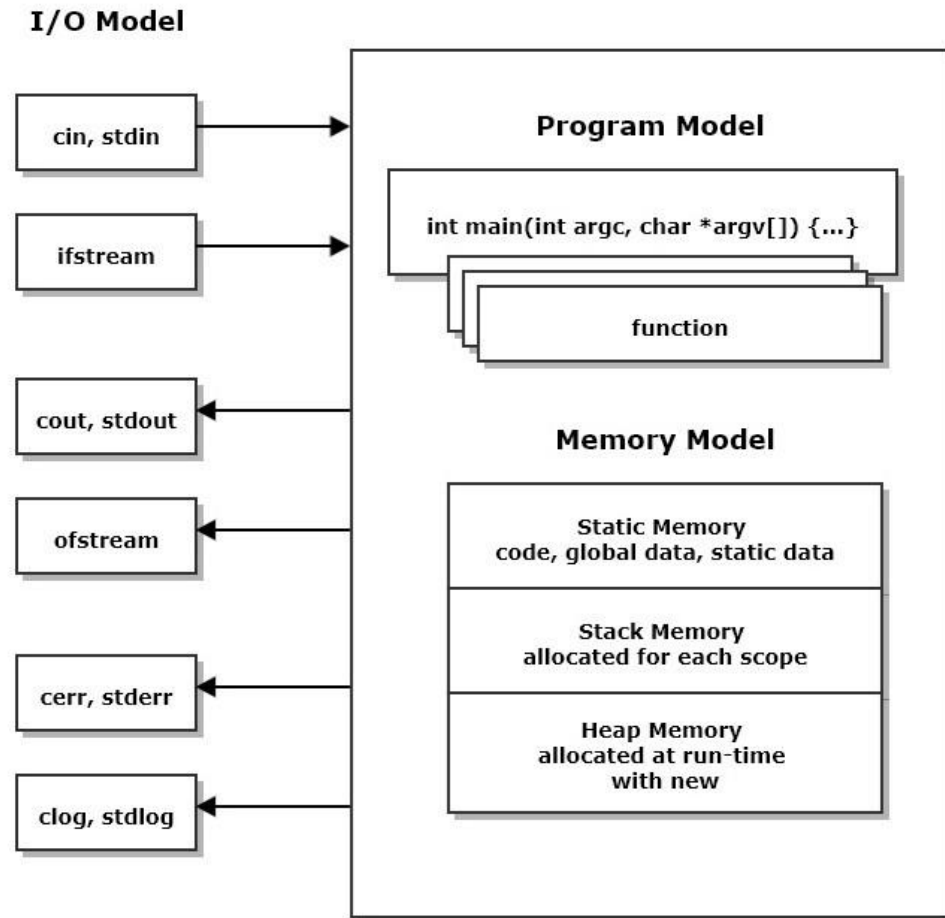 I/O Model
cin, stdin
ifstream
cout, stdout
ofstream
cerr, stderr
clog, stdlog
Program Model
int main(int argc, char *argv[]) {...}
function
Memory Model
Static Memory
code, global data, static data
Stack Memory
allocated for each scope
Heap Memory
allocated at run-time
with new